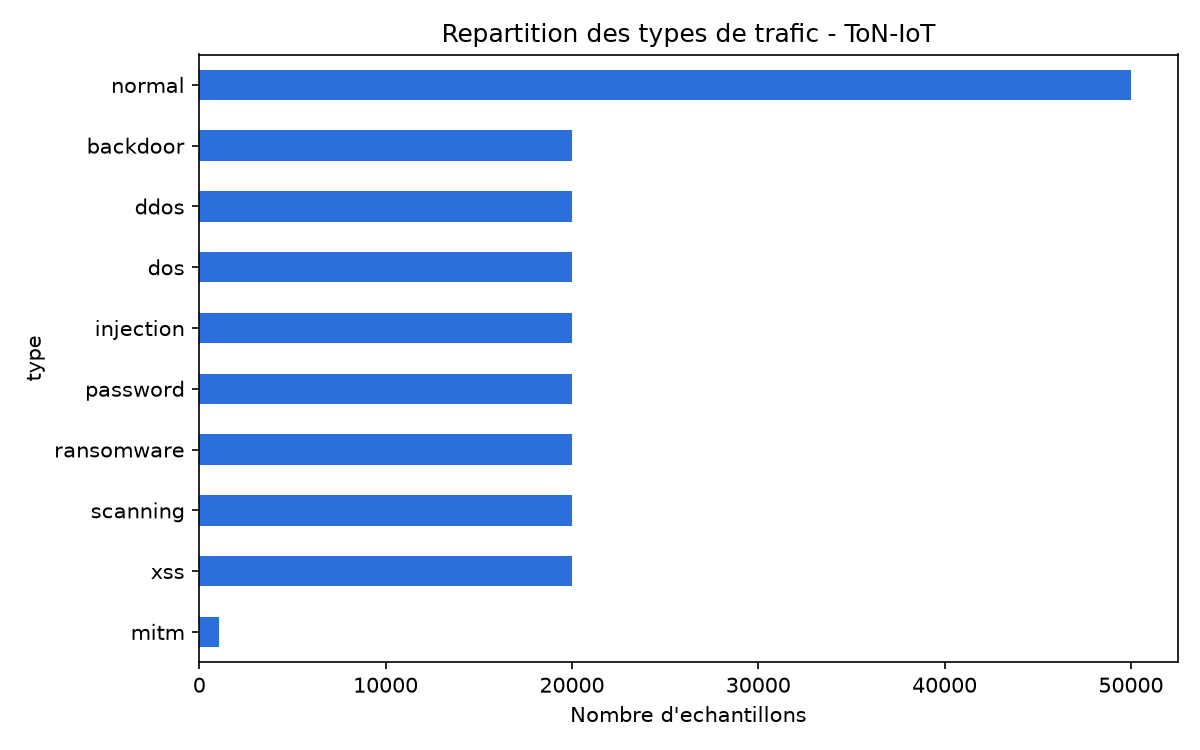 Repartition des types de trafic - ToN-IoT
normal
backdoor
ddos
dos
injection
password
ransomware
scanning
xss
mitm
type
0 10000 20000 30000 40000 50000
Nombre d'echantillons